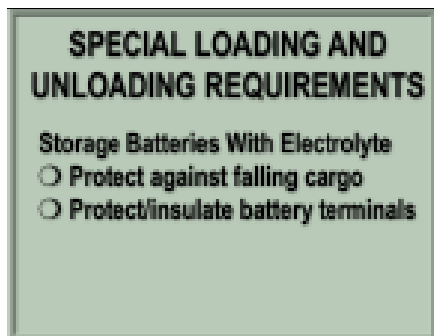 SPECIAL LOADING AND
UNLOADING REQUIREMENTS
Storage Batteries With Electrolyte
❍ Protect against falling cargo
❍ Protect/insulate battery terminals